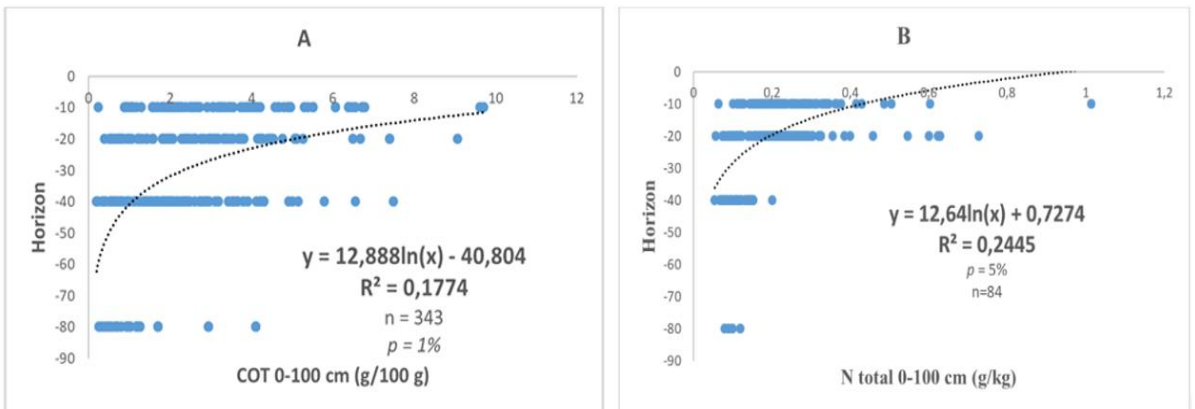 A
0
0 2 4 6 8 10 12
-10
-20
-30
-40
-50
-60
-70
-80
-90
Horizon
y = 12,888ln(x) - 40,804
R² = 0,1774
n = 343
p = 1%
COT 0-100 cm (g/100 g)
B
0
0 0,2 0,4 0,6 0,8 1 1,2
-10
-20
-30
-40
-50
-60
-70
-80
-90
Horizon
y = 12,64ln(x) + 0,7274
R² = 0,2445
p = 5%
n=84
N total 0-100 cm (g/kg)